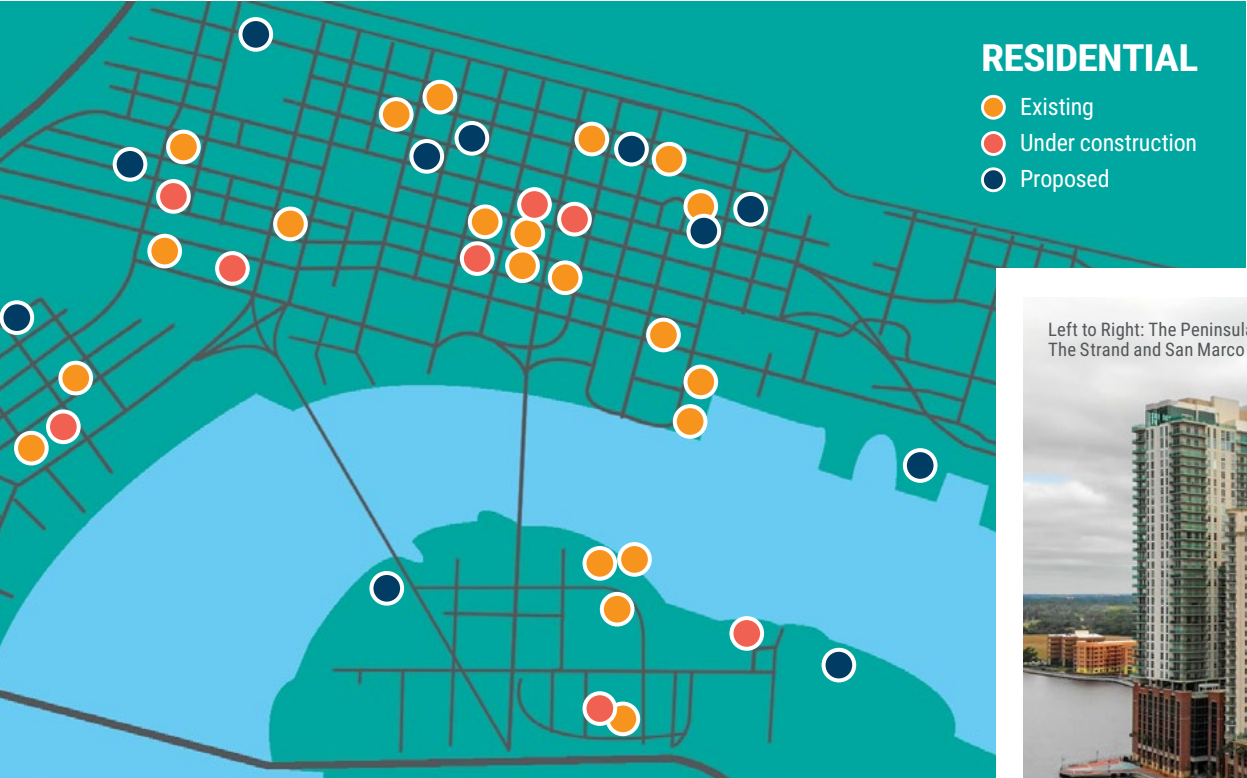 RESIDENTIAL
Existing
Under construction
Proposed
Left to Right: The Peninsula
The Strand and San Marco